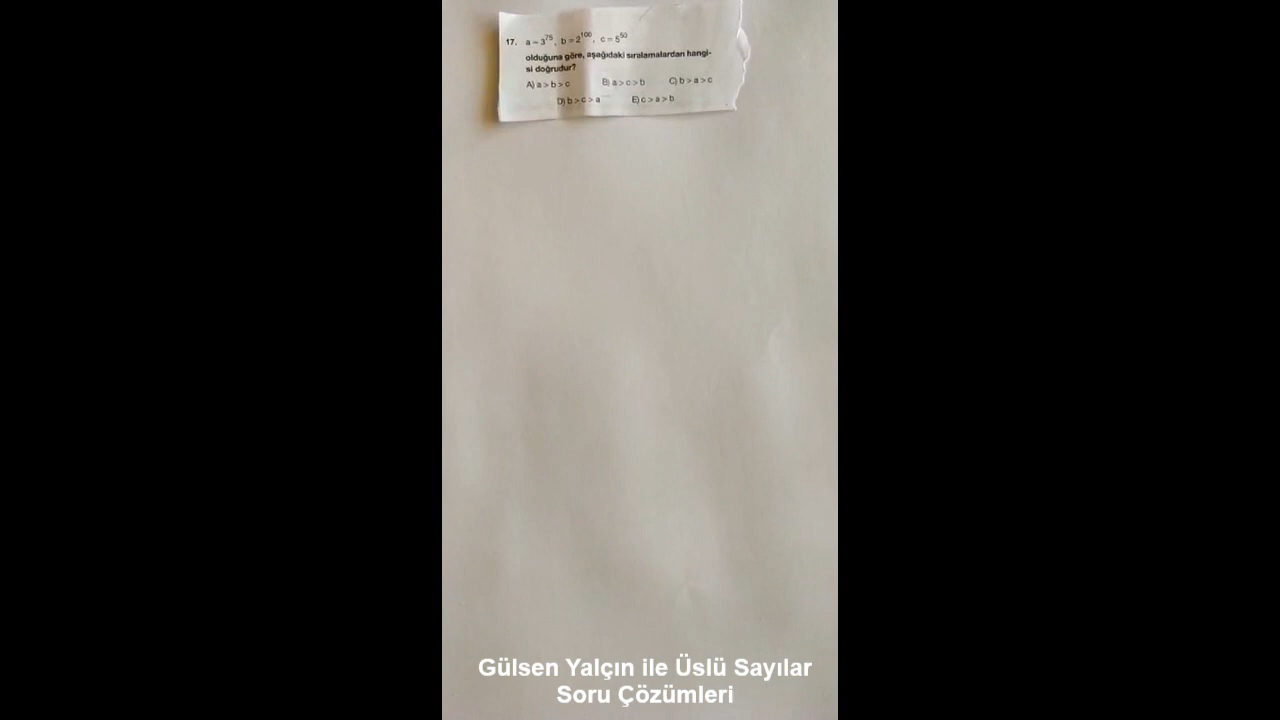 17. a = 3^75, b = 2^100, c = 5^50
olduğuna göre, aşağıdaki sıralamalardan hangi-
si doğrudur?
A) a > b > c B) a > c > b C) b > a > c
D) b > c > a E) c > a > b
Gülsen Yalçın ile Üslü Sayılar
Soru Çözümleri